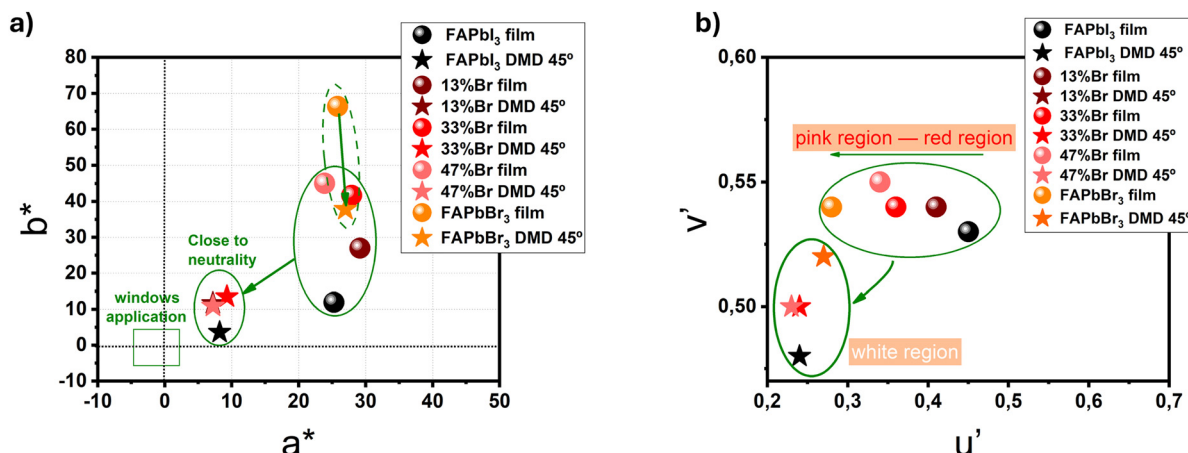 a)
FAPbI₃ film
FAPbI₃ DMD 45º
13%Br film
13%Br DMD 45º
33%Br film
33%Br DMD 45º
47%Br film
47%Br DMD 45º
FAPbBr₃ film
FAPbBr₃ DMD 45º
80
70
60
50
40
30
20
10
0
-10
b*
Close to
neutrality
windows
application
-10
0
10
20
30
40
50
a*
b)
FAPbI₃ film
FAPbI₃ DMD 45º
13%Br film
13%Br DMD 45º
33%Br film
33%Br DMD 45º
47%Br film
47%Br DMD 45º
FAPbBr₃ film
FAPbBr₃ DMD 45º
0,60
0,55
0,50
v’
pink region — red region
white region
0,2
0,3
0,4
0,5
0,6
0,7
u’